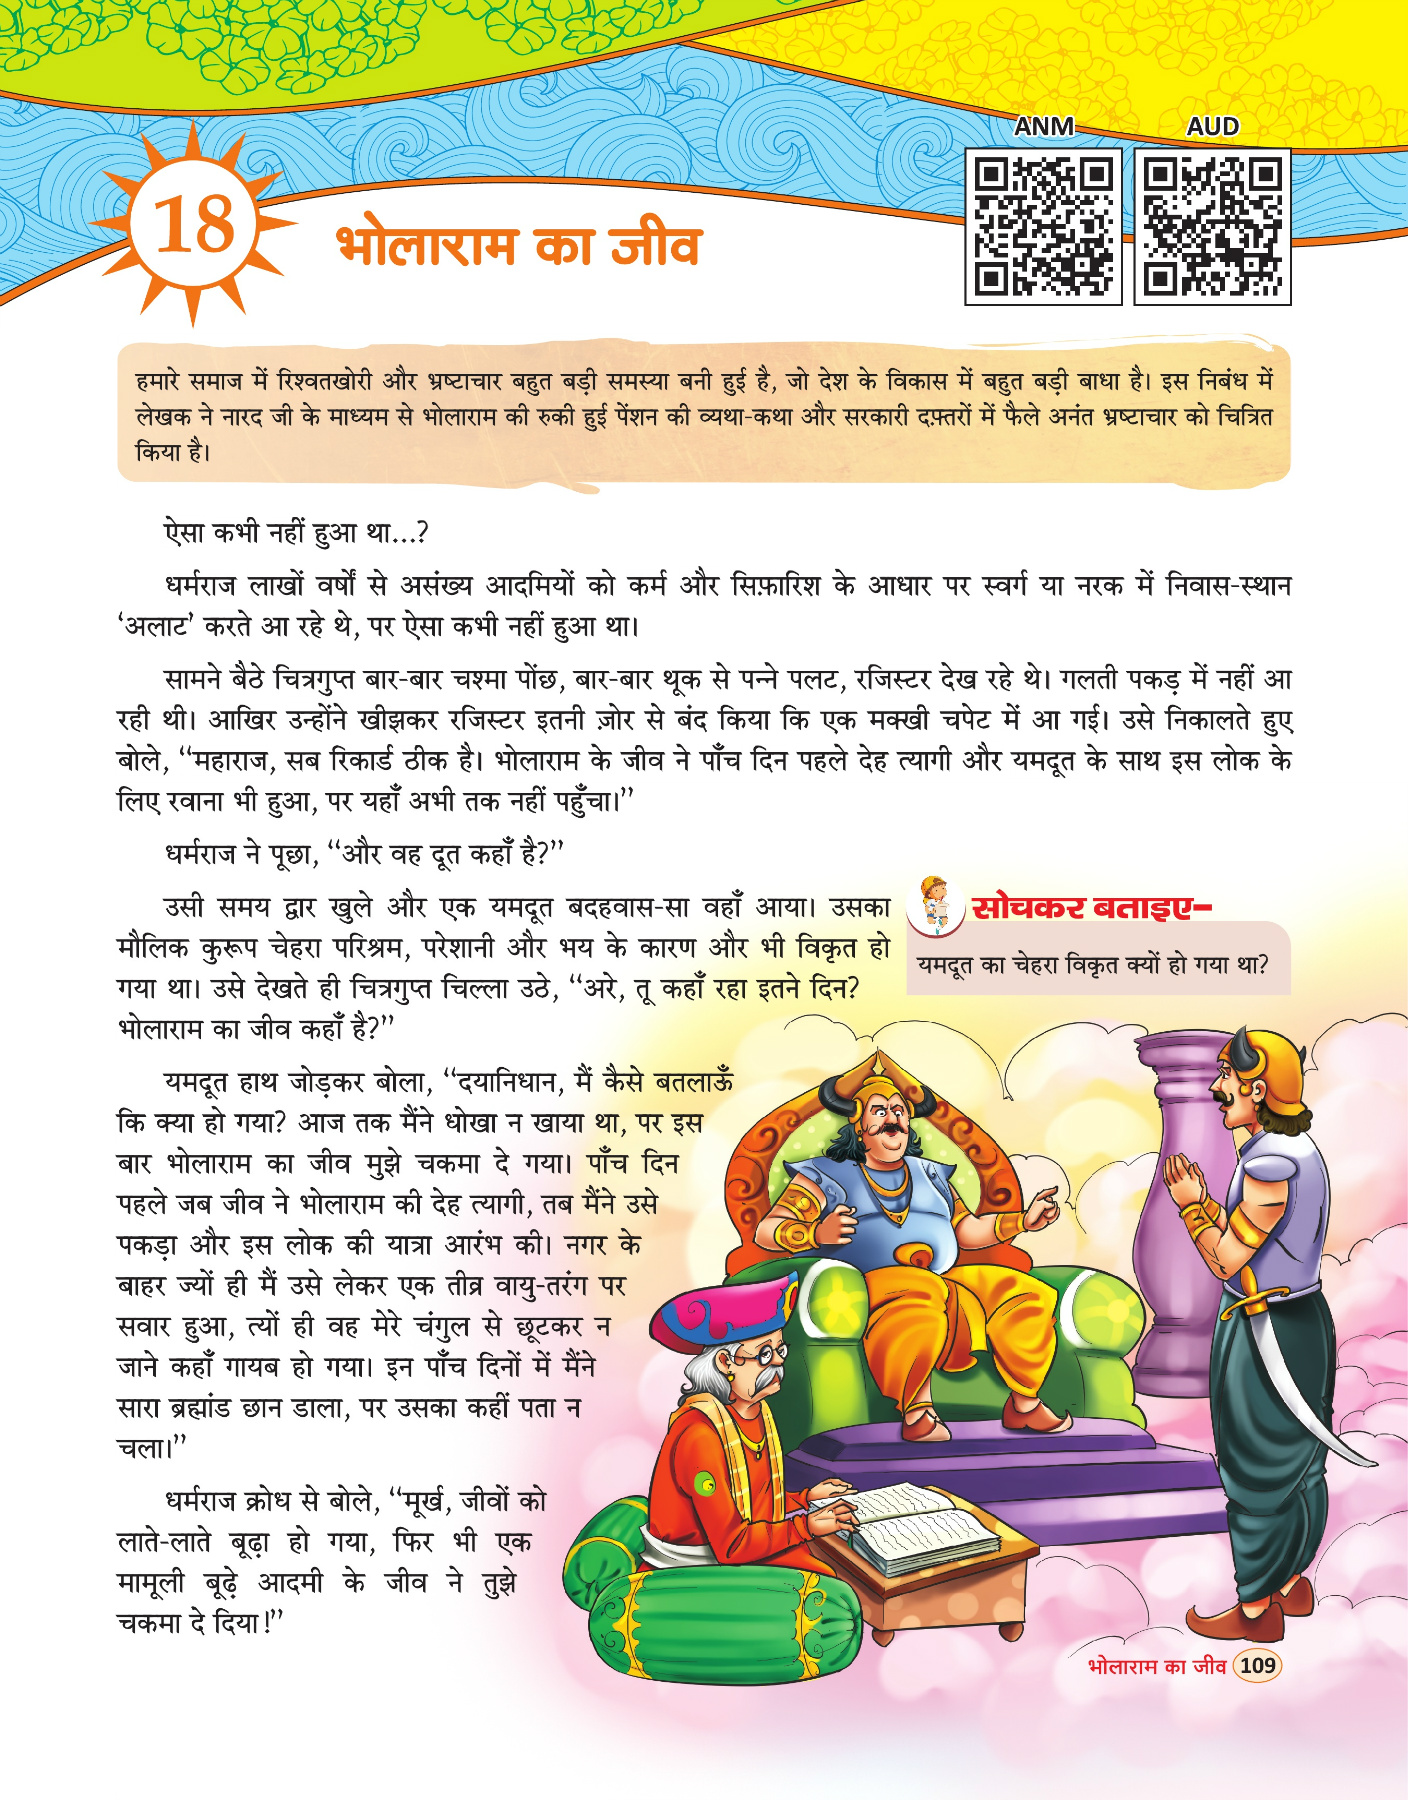 ANM
AUD
18
भोलाराम का जीव
हमारे समाज में रिश्वतखोरी और भ्रष्टाचार बहुत बड़ी समस्या बनी हुई है, जो देश के विकास में बहुत बड़ी बाधा है। इस निबंध में
लेखक ने नारद जी के माध्यम से भोलाराम की रुकी हुई पेंशन की व्यथा-कथा और सरकारी दफ़्तरों में फैले अनंत भ्रष्टाचार को चित्रित
किया है।
ऐसा कभी नहीं हुआ था...?
धर्मराज लाखों वर्षों से असंख्य आदमियों को कर्म और सिफ़ारिश के आधार पर स्वर्ग या नरक में निवास-स्थान
‘अलाट’ करते आ रहे थे, पर ऐसा कभी नहीं हुआ था।
सामने बैठे चित्रगुप्त बार-बार चश्मा पोंछ, बार-बार थूक से पन्ने पलट, रजिस्टर देख रहे थे। गलती पकड़ में नहीं आ
रही थी। आखिर उन्होंने खीझकर रजिस्टर इतनी ज़ोर से बंद किया कि एक मक्खी चपेट में आ गई। उसे निकालते हुए
बोले, “महाराज, सब रिकार्ड ठीक है। भोलाराम के जीव ने पाँच दिन पहले देह त्यागी और यमदूत के साथ इस लोक के
लिए रवाना भी हुआ, पर यहाँ अभी तक नहीं पहुँचा।”
धर्मराज ने पूछा, “और वह दूत कहाँ है?”
उसी समय द्वार खुले और एक यमदूत बदहवास-सा वहाँ आया। उसका
मौलिक कुरूप चेहरा परिश्रम, परेशानी और भय के कारण और भी विकृत हो
गया था। उसे देखते ही चित्रगुप्त चिल्ला उठे, “अरे, तू कहाँ रहा इतने दिन?
भोलाराम का जीव कहाँ है?”
सोचकर बताइए–
यमदूत का चेहरा विकृत क्यों हो गया था?
यमदूत हाथ जोड़कर बोला, “दयानिधान, मैं कैसे बतलाऊँ
कि क्या हो गया? आज तक मैंने धोखा न खाया था, पर इस
बार भोलाराम का जीव मुझे चकमा दे गया। पाँच दिन
पहले जब जीव ने भोलाराम की देह त्यागी, तब मैंने उसे
पकड़ा और इस लोक की यात्रा आरंभ की। नगर के
बाहर ज्यों ही मैं उसे लेकर एक तीव्र वायु-तरंग पर
सवार हुआ, त्यों ही वह मेरे चंगुल से छूटकर न
जाने कहाँ गायब हो गया। इन पाँच दिनों में मैंने
सारा ब्रह्मांड छान डाला, पर उसका कहीं पता न
चला।”
धर्मराज क्रोध से बोले, “मूर्ख, जीवों को
लाते-लाते बूढ़ा हो गया, फिर भी एक
मामूली बूढ़े आदमी के जीव ने तुझे
चकमा दे दिया!”
भोलाराम का जीव 109